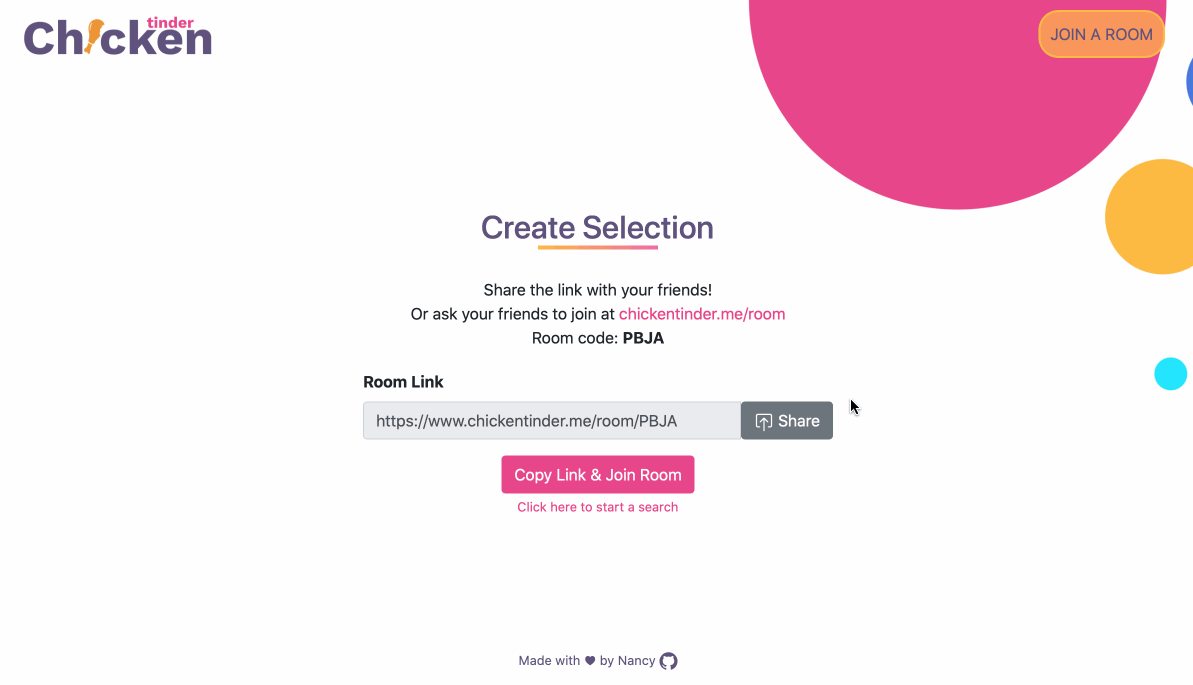 tinder
Chicken
JOIN A ROOM
Create Selection
Share the link with your friends!
Or ask your friends to join at chickentinder.me/room
Room code: PBJA
Room Link
https://www.chickentinder.me/room/PBJA
Share
Copy Link & Join Room
Click here to start a search
Made with ♥ by Nancy